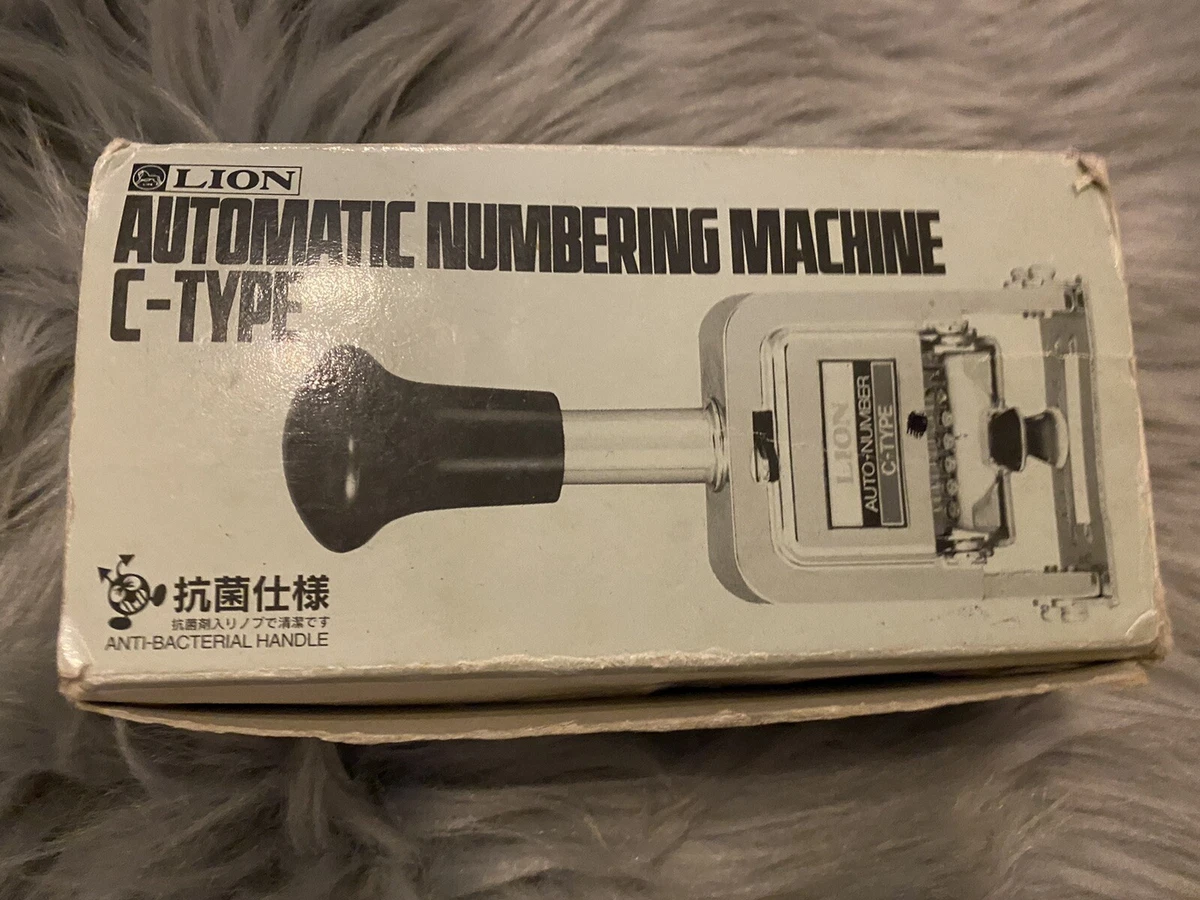 LION
AUTOMATIC NUMBERING MACHINE
C-TYPE
LION
AUTO-NUMBER
C-TYPE
抗菌仕様
抗菌剤入りノブで清潔です
ANTI-BACTERIAL HANDLE